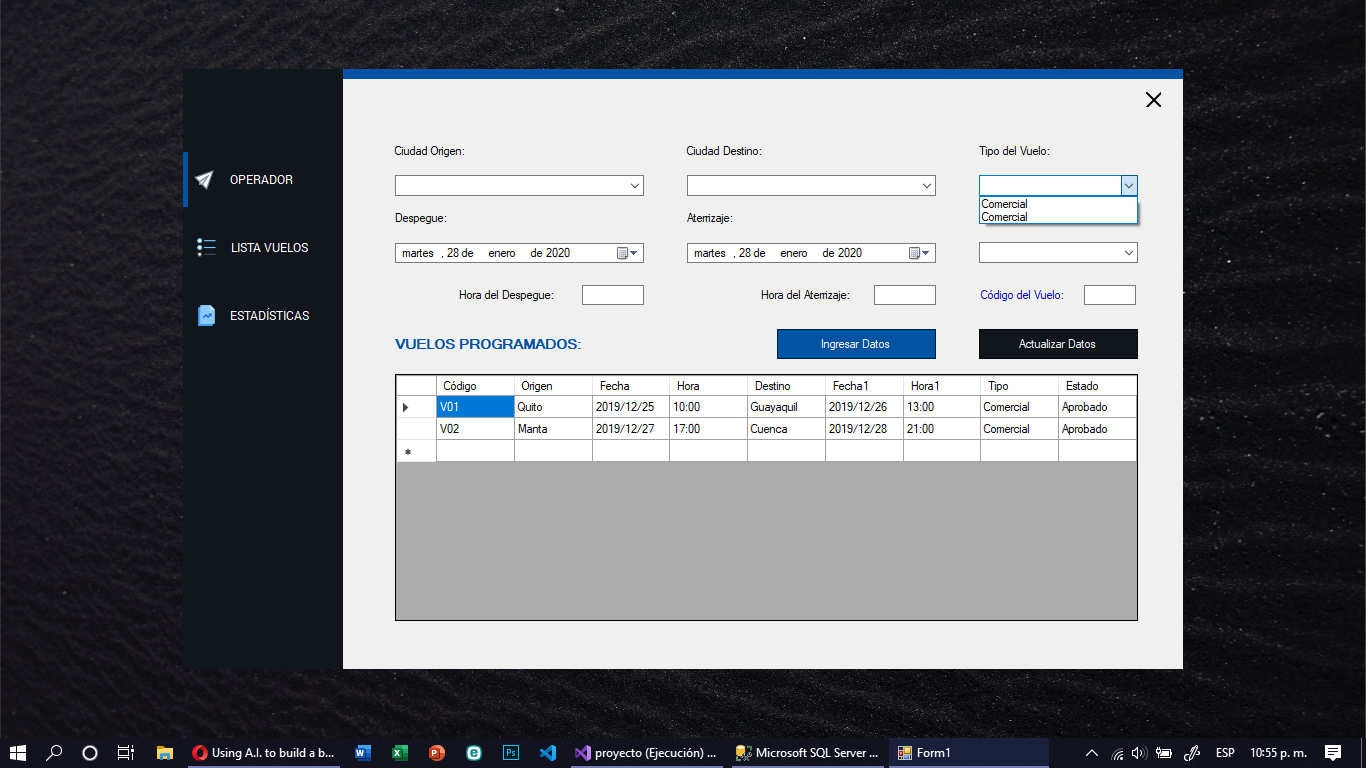 OPERADOR
LISTA VUELOS
ESTADÍSTICAS
Ciudad Origen: Ciudad Destino: Tipo del Vuelo:
Comercial
Comercial
Despegue: Aterrizaje:
martes , 28 de enero de 2020 martes , 28 de enero de 2020
Hora del Despegue: Hora del Aterrizaje: Código del Vuelo:
VUELOS PROGRAMADOS: Ingresar Datos Actualizar Datos
Código Origen Fecha Hora Destino Fecha1 Hora1 Tipo Estado
V01 Quito 2019/12/25 10:00 Guayaquil 2019/12/26 13:00 Comercial Aprobado
V02 Manta 2019/12/27 17:00 Cuenca 2019/12/28 21:00 Comercial Aprobado
Using A.I. to build a b... Ps proyecto (Ejecución) ... Microsoft SQL Server ... Form1 ESP 10:55 p. m.